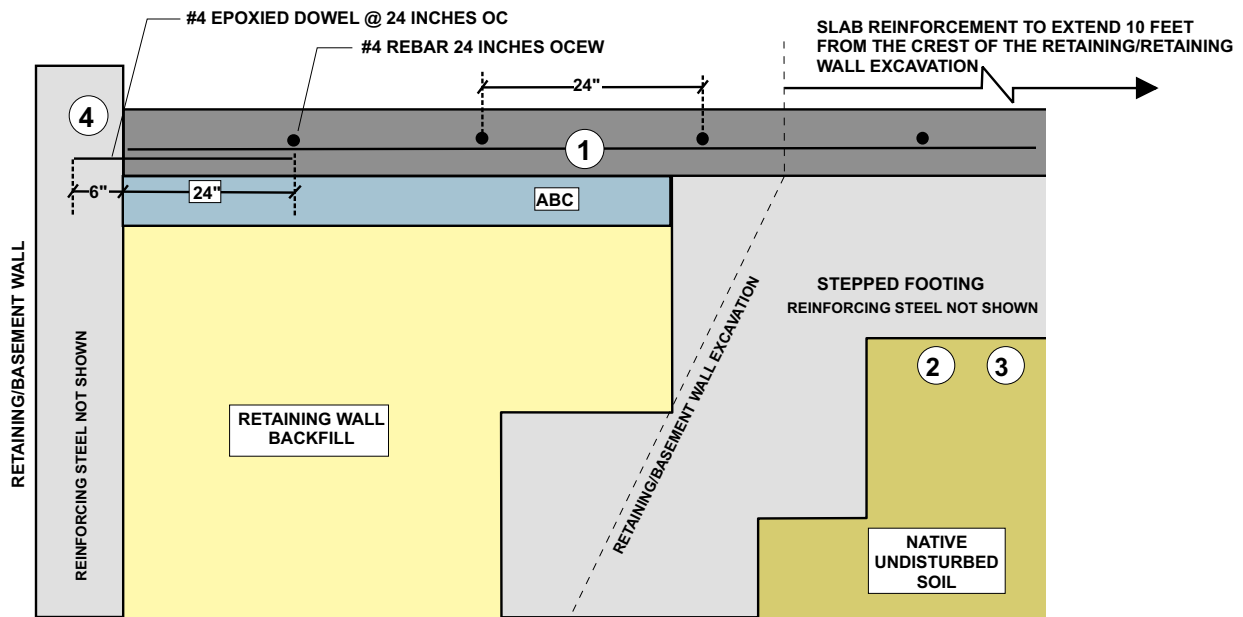 #4 EPOXIED DOWEL @ 24 INCHES OC
#4 REBAR 24 INCHES OCEW
SLAB REINFORCEMENT TO EXTEND 10 FEET
FROM THE CREST OF THE RETAINING/RETAINING
WALL EXCAVATION
24"
4
1
6"
24"
ABC
RETAINING/BASEMENT WALL
REINFORCING STEEL NOT SHOWN
RETAINING WALL
BACKFILL
RETAINING/BASEMENT WALL EXCAVATION
STEPPED FOOTING
REINFORCING STEEL NOT SHOWN
2
3
NATIVE
UNDISTURBED
SOIL